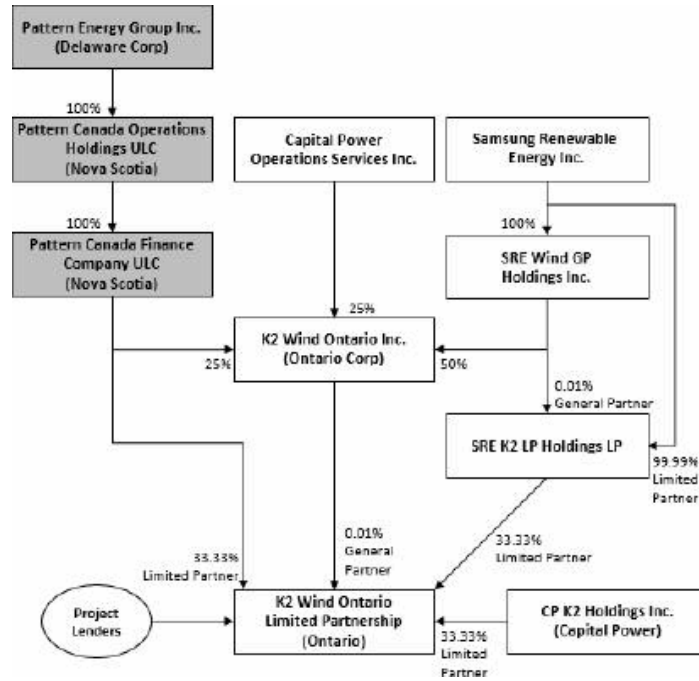 Pattern Energy Group Inc.
(Delaware Corp)
100%
Pattern Canada Operations
Holdings ULC
(Nova Scotia)
Capital Power
Operations Services Inc.
Samsung Renewable
Energy Inc.
100%
Pattern Canada Finance
Company ULC
(Nova Scotia)
100%
SRE Wind GP
Holdings Inc.
25%
K2 Wind Ontario Inc.
(Ontario Corp)
25%
50%
0.01%
General Partner
SRE K2 LP Holdings LP
99.99%
Limited
Partner
33.33%
Limited Partner
0.01%
General
Partner
33.33%
Limited Partner
Project
Lenders
K2 Wind Ontario
Limited Partnership
(Ontario)
CP K2 Holdings Inc.
(Capital Power)
33.33%
Limited
Partner